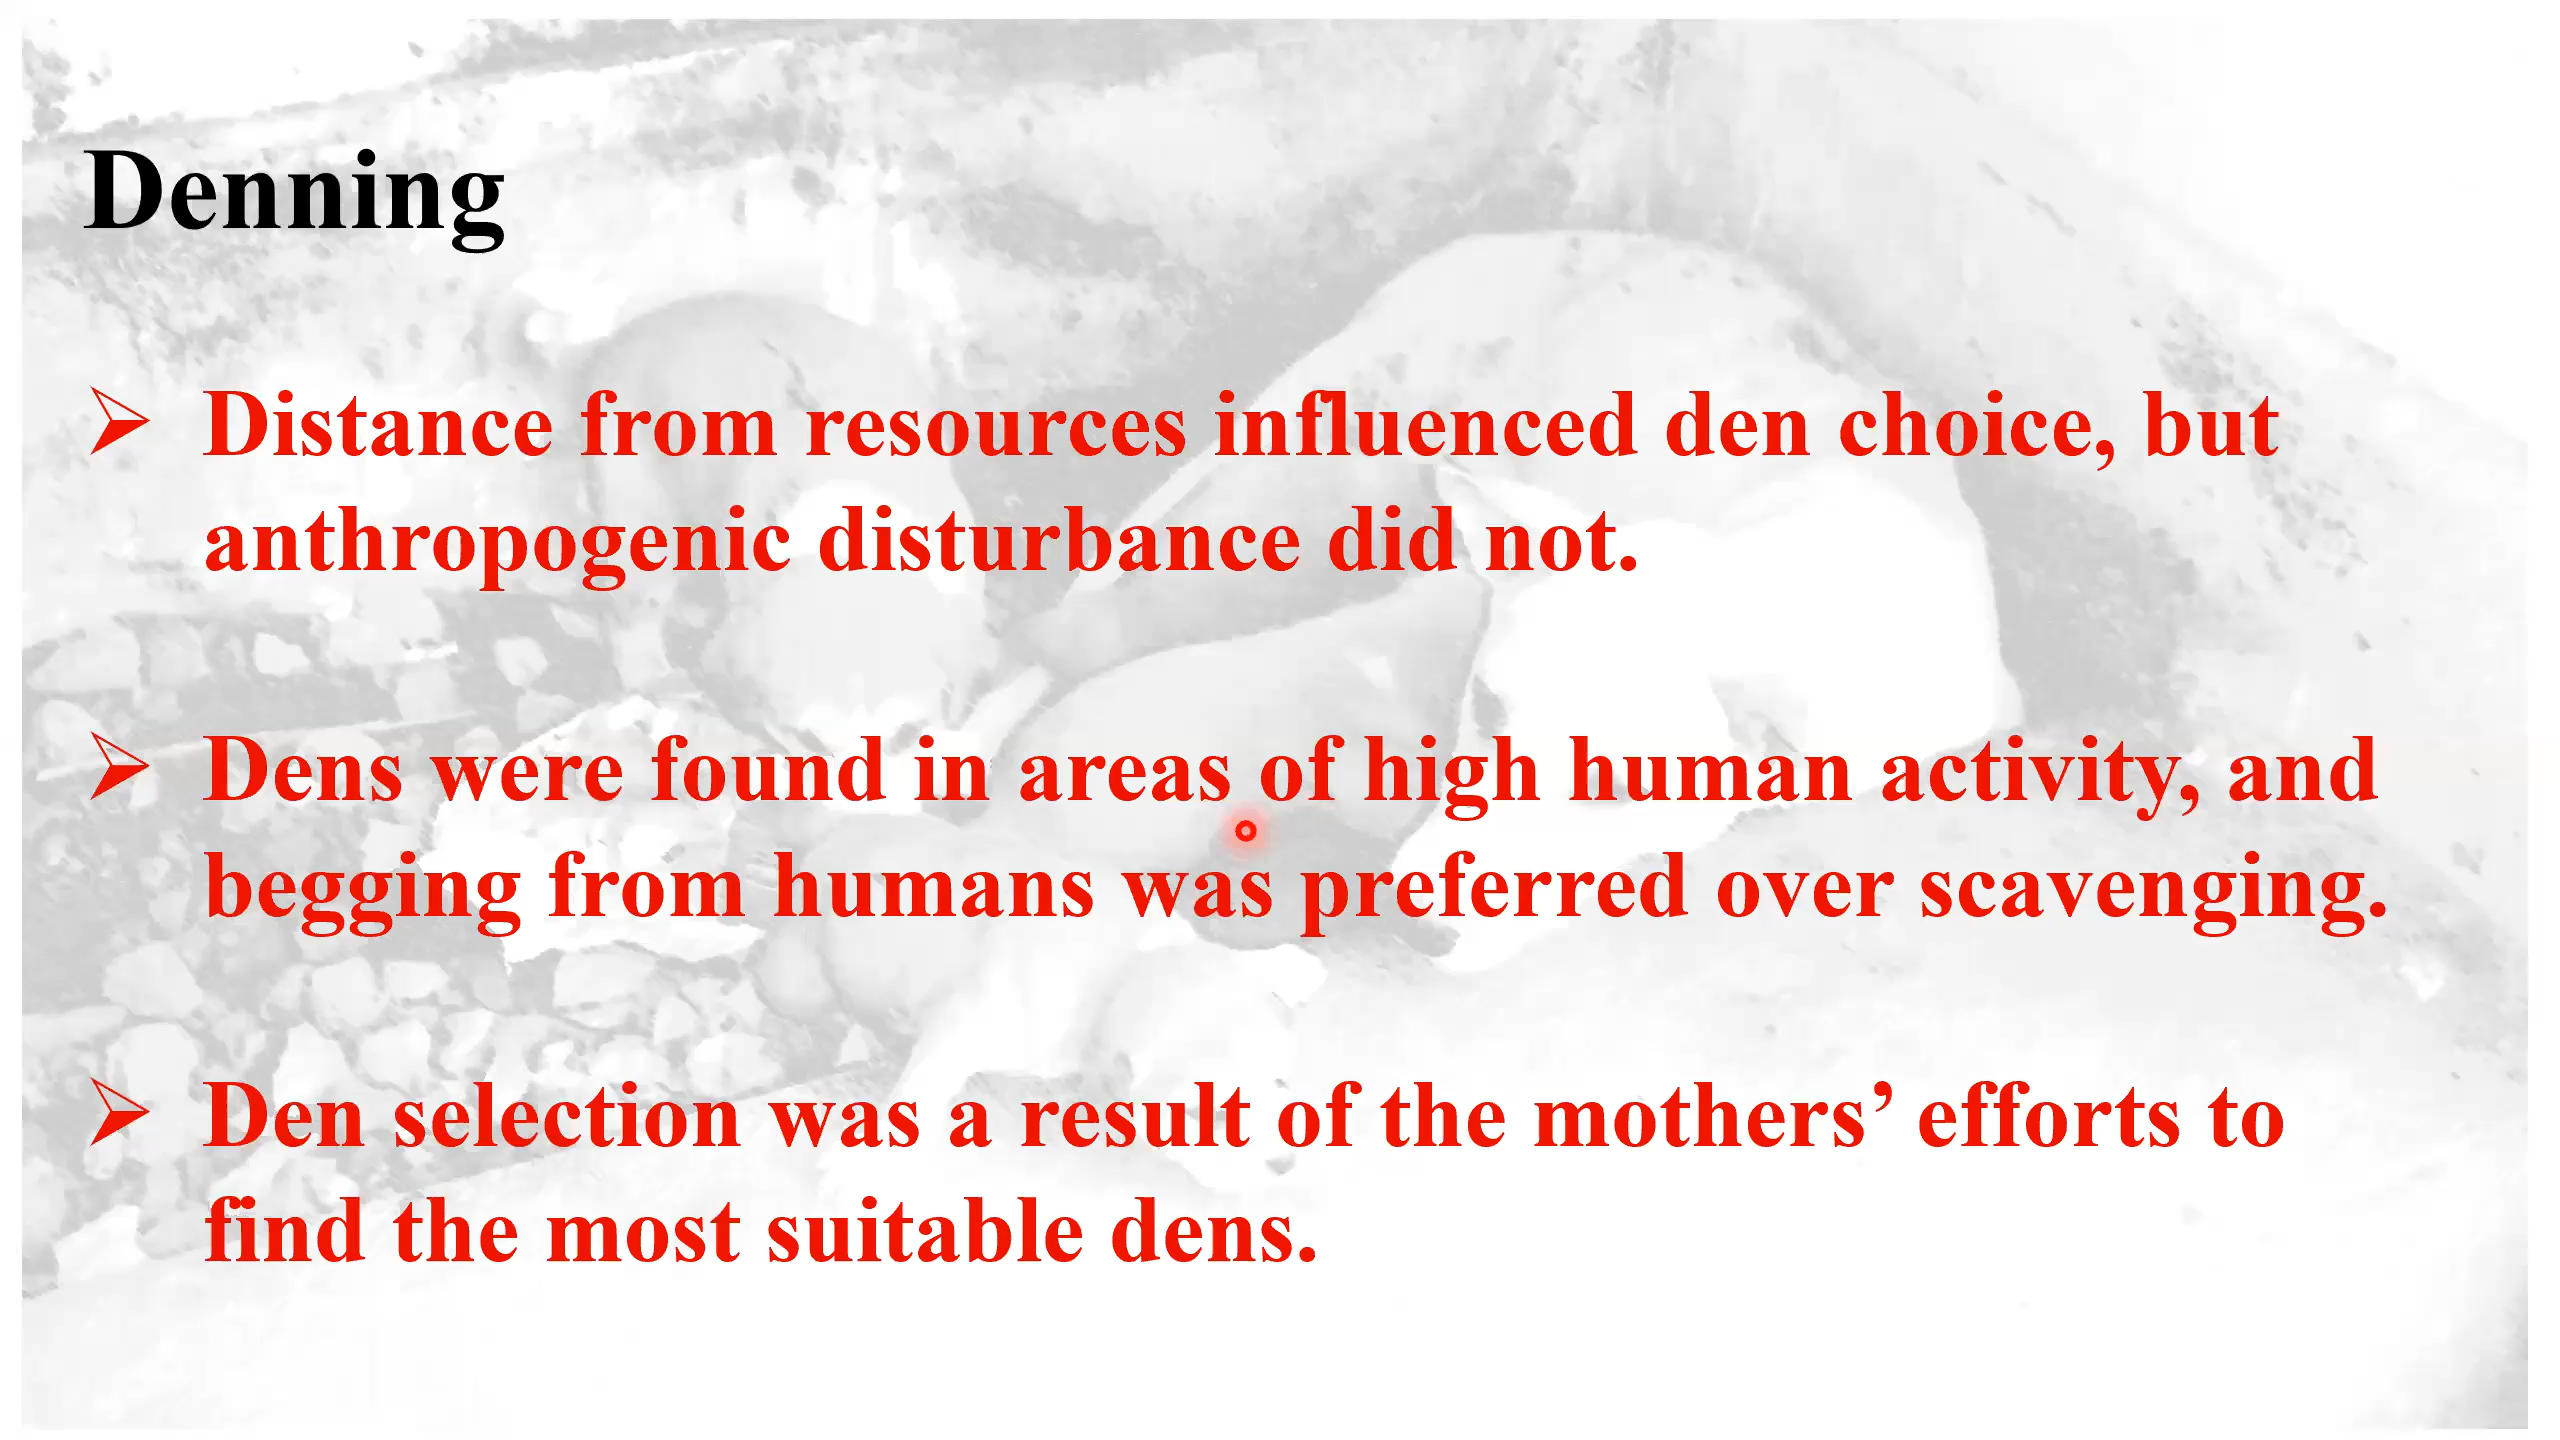 Denning
➢ Distance from resources influenced den choice, but
anthropogenic disturbance did not.
➢ Dens were found in areas of high human activity, and
begging from humans was preferred over scavenging.
➢ Den selection was a result of the mothers’ efforts to
find the most suitable dens.